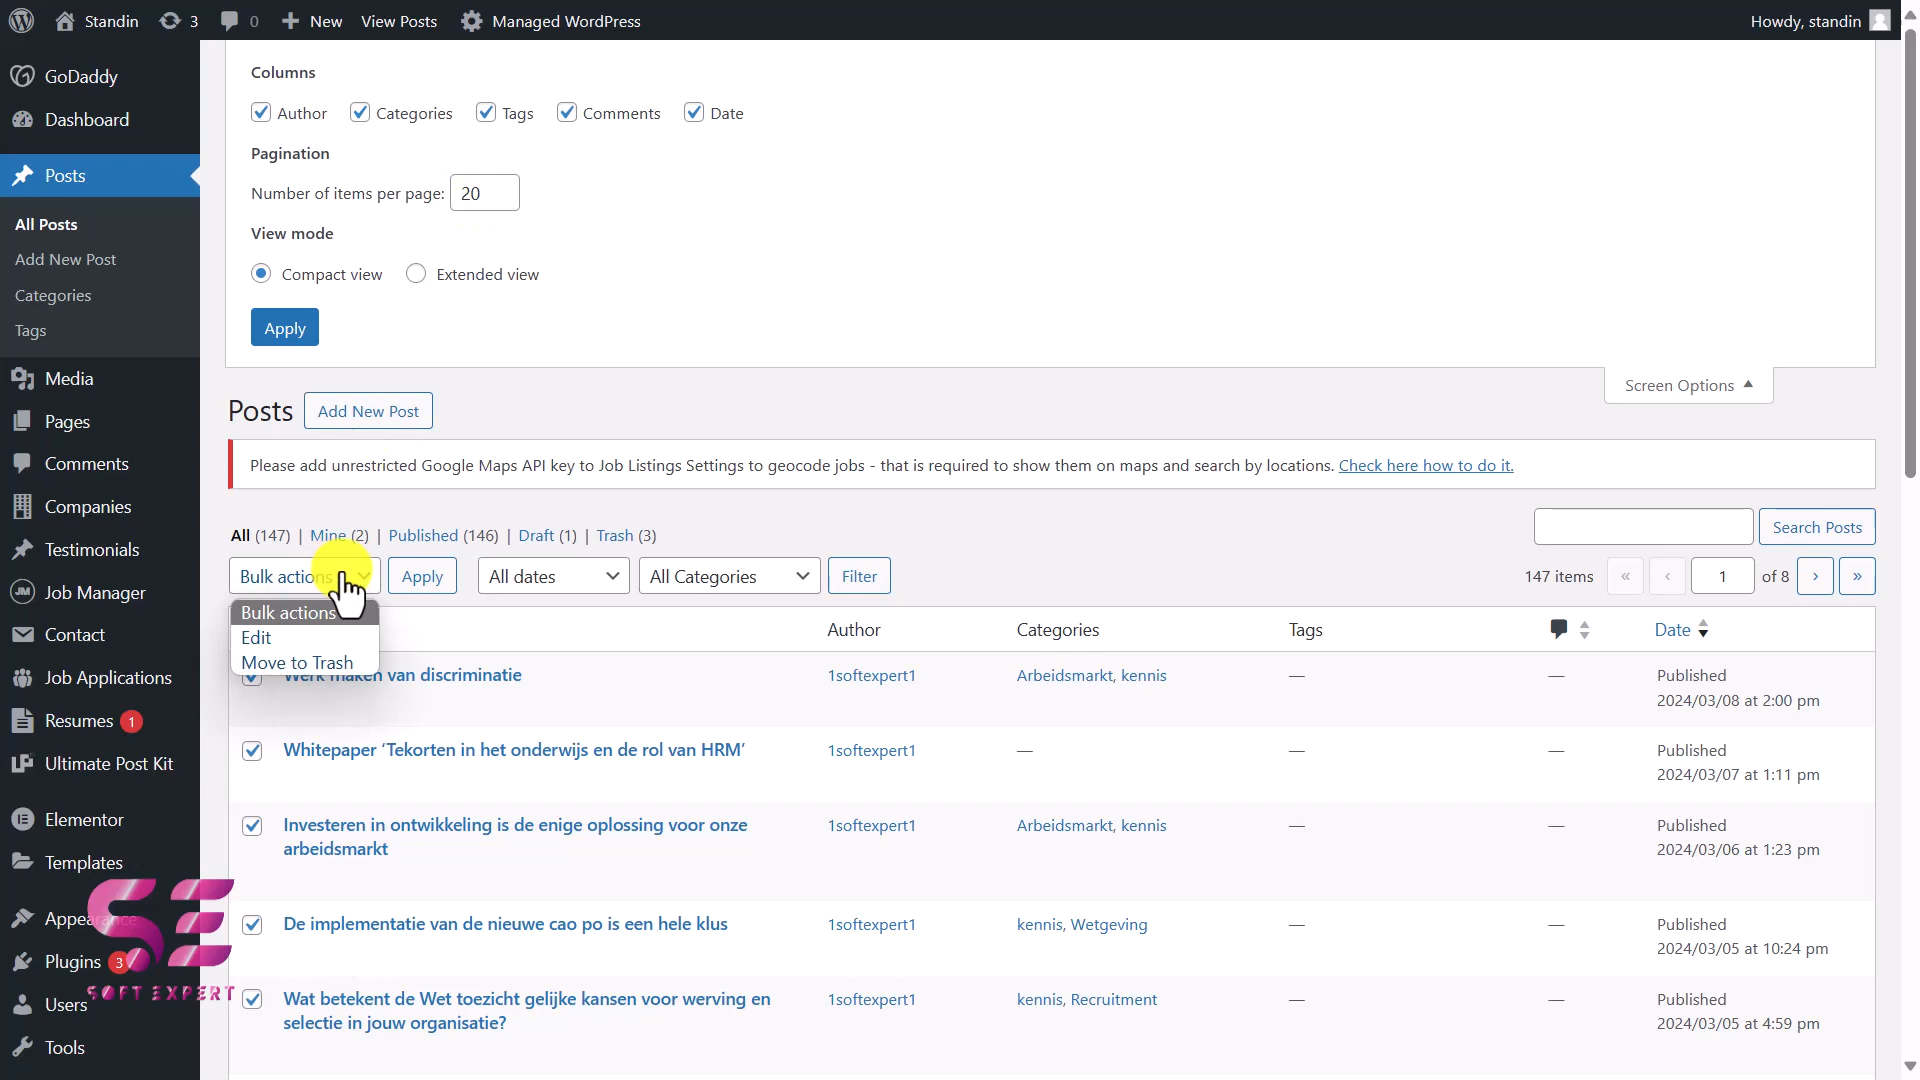 Standin 3 0 New View Posts Managed WordPress Howdy, standin
GoDaddy
Dashboard
Posts
All Posts
Add New Post
Categories
Tags
Media
Pages
Comments
Companies
Testimonials
Job Manager
Contact
Job Applications
Resumes 1
Ultimate Post Kit
Elementor
Templates
Appearance
Plugins 3
Users
Tools
SE
SOFT EXPERT
Columns
Author Categories Tags Comments Date
Pagination
Number of items per page: 20
View mode
Compact view Extended view
Apply
Screen Options
Posts Add New Post
Please add unrestricted Google Maps API key to Job Listings Settings to geocode jobs - that is required to show them on maps and search by locations. Check here how to do it.
All (147) | Mine (2) | Published (146) | Draft (1) | Trash (3)
Search Posts
Bulk actions Apply All dates All Categories Filter 147 items « ‹ 1 of 8 › »
Bulk actions
Edit
Move to Trash
Author Categories Tags Date
Werk maken van discriminatie 1softexpert1 Arbeidsmarkt, kennis — — Published
2024/03/08 at 2:00 pm
Whitepaper ‘Tekorten in het onderwijs en de rol van HRM’ 1softexpert1 — — — Published
2024/03/07 at 1:11 pm
Investeren in ontwikkeling is de enige oplossing voor onze 1softexpert1 Arbeidsmarkt, kennis — — Published
arbeidsmarkt 2024/03/06 at 1:23 pm
De implementatie van de nieuwe cao po is een hele klus 1softexpert1 kennis, Wetgeving — — Published
2024/03/05 at 10:24 pm
Wat betekent de Wet toezicht gelijke kansen voor werving en 1softexpert1 kennis, Recruitment — — Published
selectie in jouw organisatie? 2024/03/05 at 4:59 pm